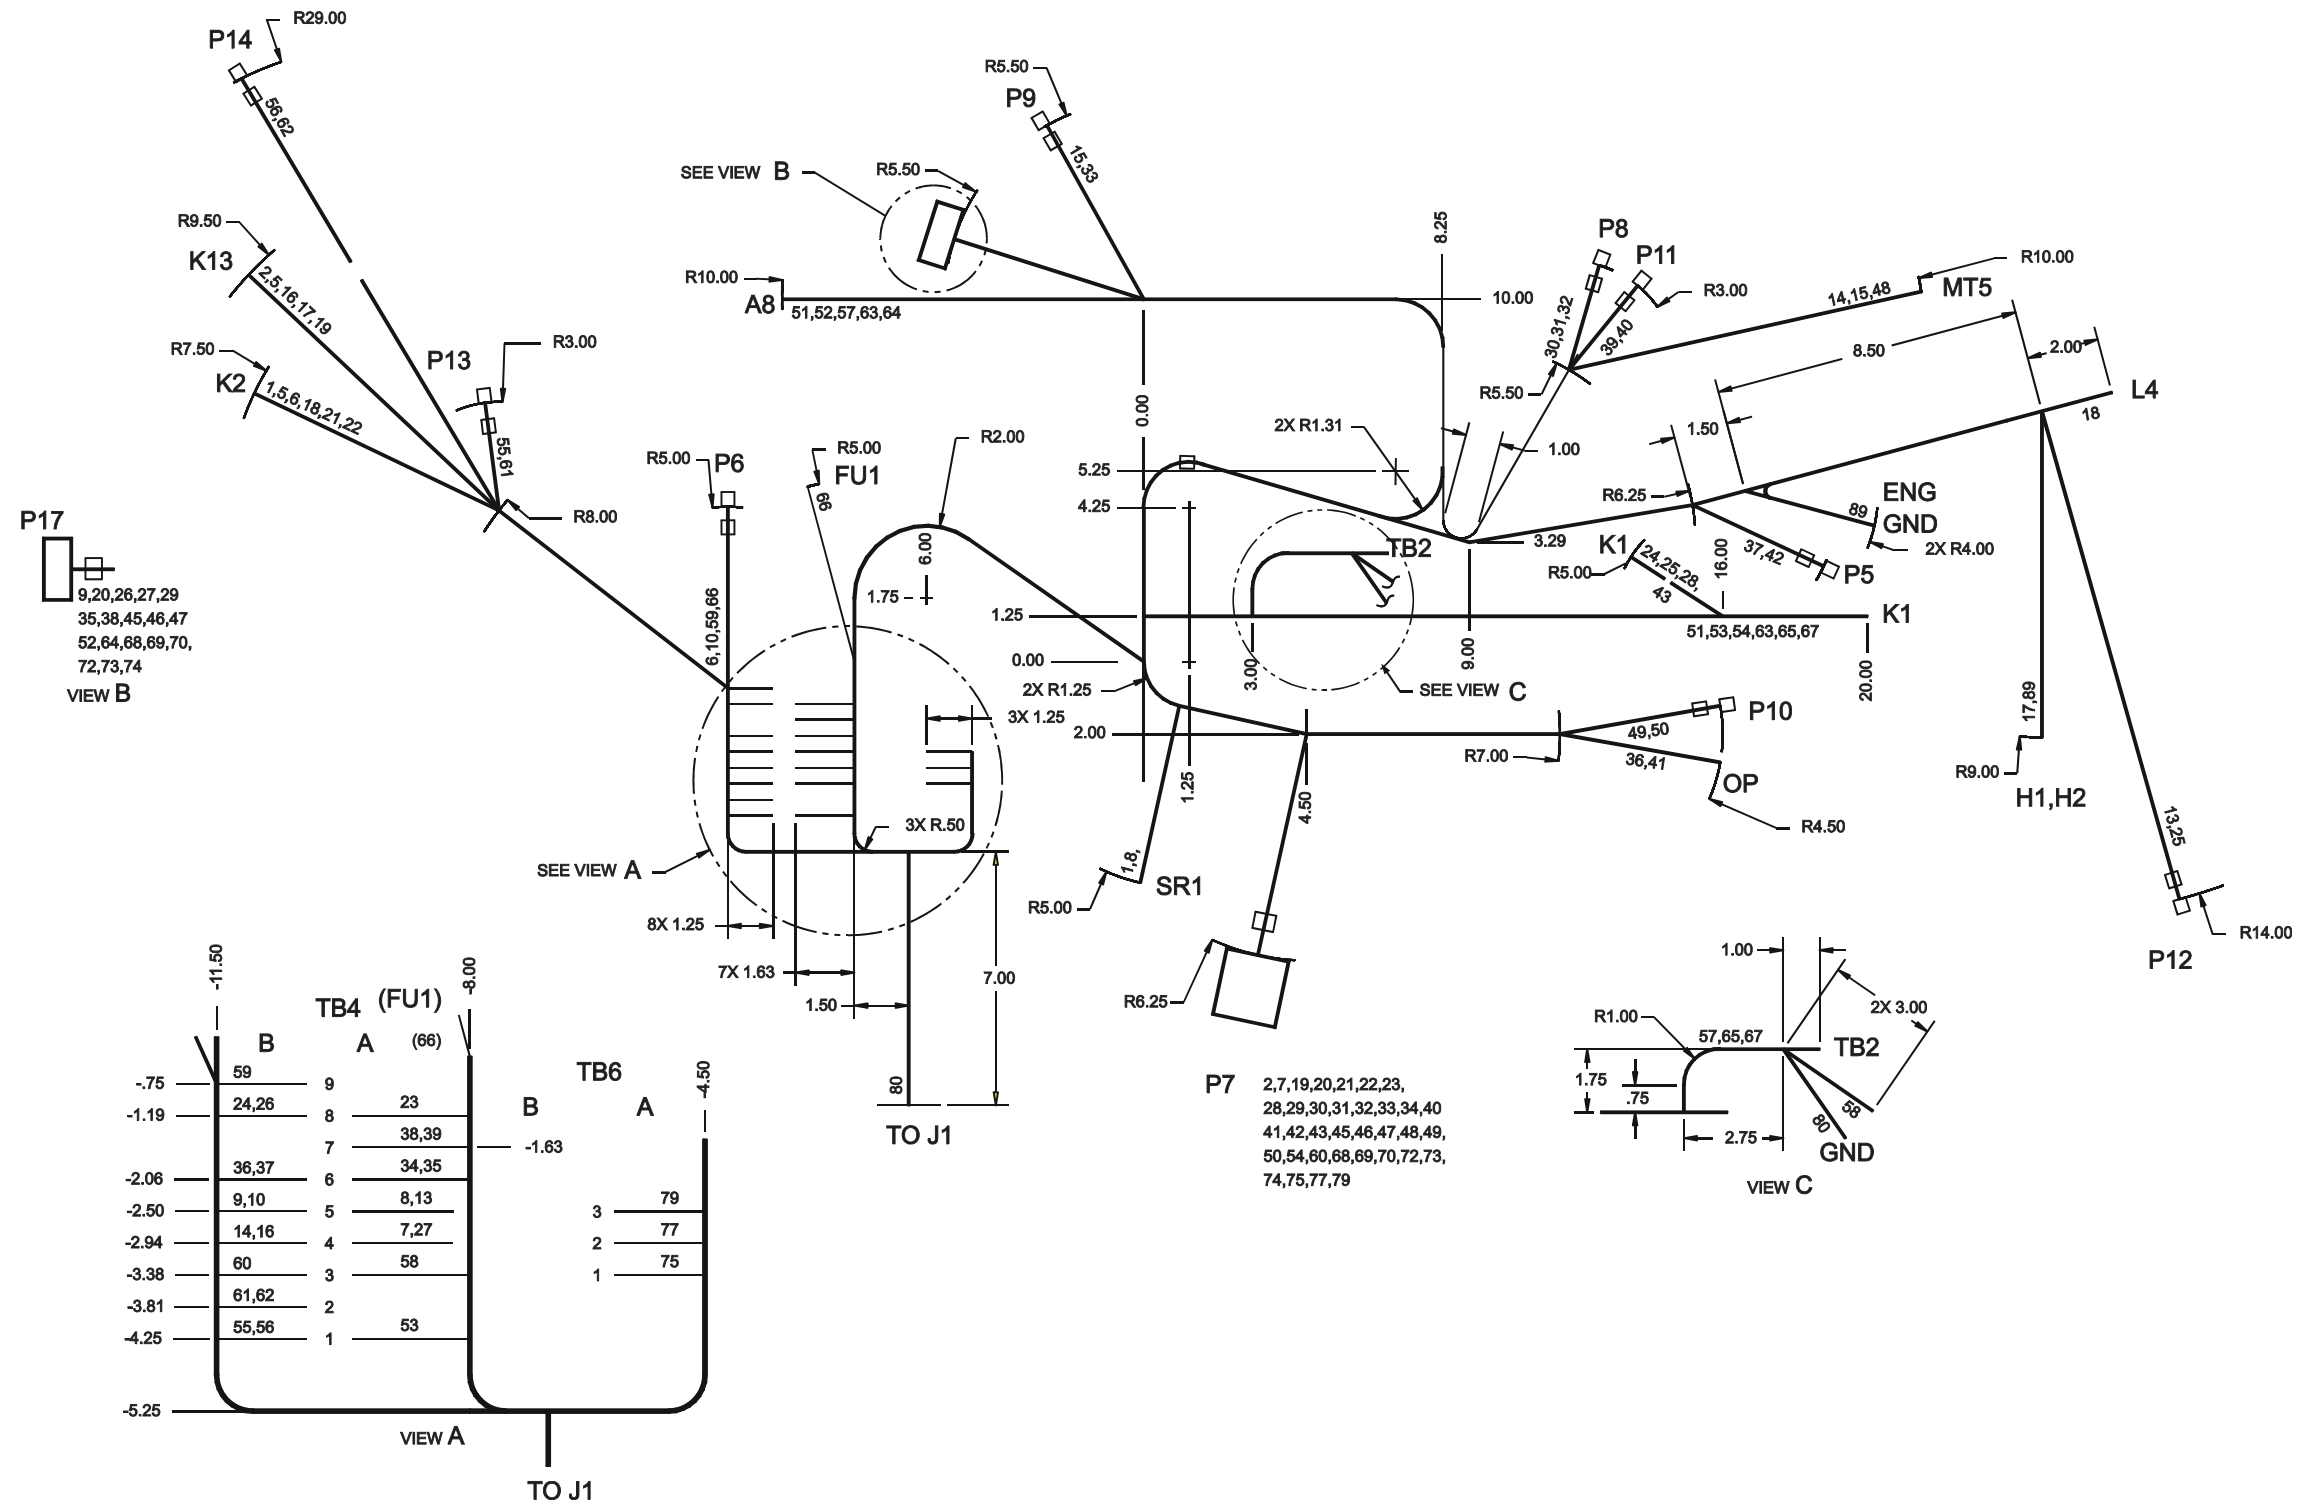 R29.00
P14
56,62
R5.50
P9
15,33
SEE VIEW B
R5.50
R9.50
K13
2,5,16,17,19
R10.00
A8
51,52,57,63,64
8.25
10.00
P8
P11
R3.00
R10.00
MT5
14,15,48
30,31,32
39,40
R5.50
8.50
2.00
L4
18
R7.50
K2
1,5,6,18,21,22
P13
R3.00
55,61
R8.00
0.00
2X R1.31
1.00
1.50
R5.00
P6
R5.00
FU1
66
R2.00
5.25
4.25
R6.25
ENG
GND
89
2X R4.00
P17
9,20,26,27,29
35,38,45,46,47
52,64,68,69,70,
72,73,74
VIEW B
6.00
1.75
6,10,59,66
TB2
3.29
K1
24,25,28,
43
R5.00
16.00
37,42
P5
1.25
K1
51,53,54,63,65,67
0.00
2X R1.25
3.00
9.00
20.00
SEE VIEW C
3X 1.25
2.00
1.25
4.50
R7.00
49,50
36,41
P10
OP
R4.50
17,89
R9.00
H1,H2
13,25
R14.00
P12
3X R.50
SEE VIEW A
8X 1.25
7X 1.63
1.50
7.00
80
TO J1
1,8,
SR1
R5.00
R6.25
P7
2,7,19,20,21,22,23,
28,29,30,31,32,33,34,40
41,42,43,45,46,47,48,49,
50,54,60,68,69,70,72,73,
74,75,77,79
1.00
R1.00
2X 3.00
57,65,67
TB2
1.75
.75
2.75
58
80
GND
VIEW C
-11.50
TB4
(FU1)
-8.00
B
A
(66)
TB6
B
A
-4.50
-.75
59
9
-1.19
24,26
8
23
7
38,39
-1.63
-2.06
36,37
6
34,35
-2.50
9,10
5
8,13
3
79
-2.94
14,16
4
7,27
2
77
-3.38
60
3
58
1
75
-3.81
61,62
2
-4.25
55,56
1
53
-5.25
VIEW A
TO J1